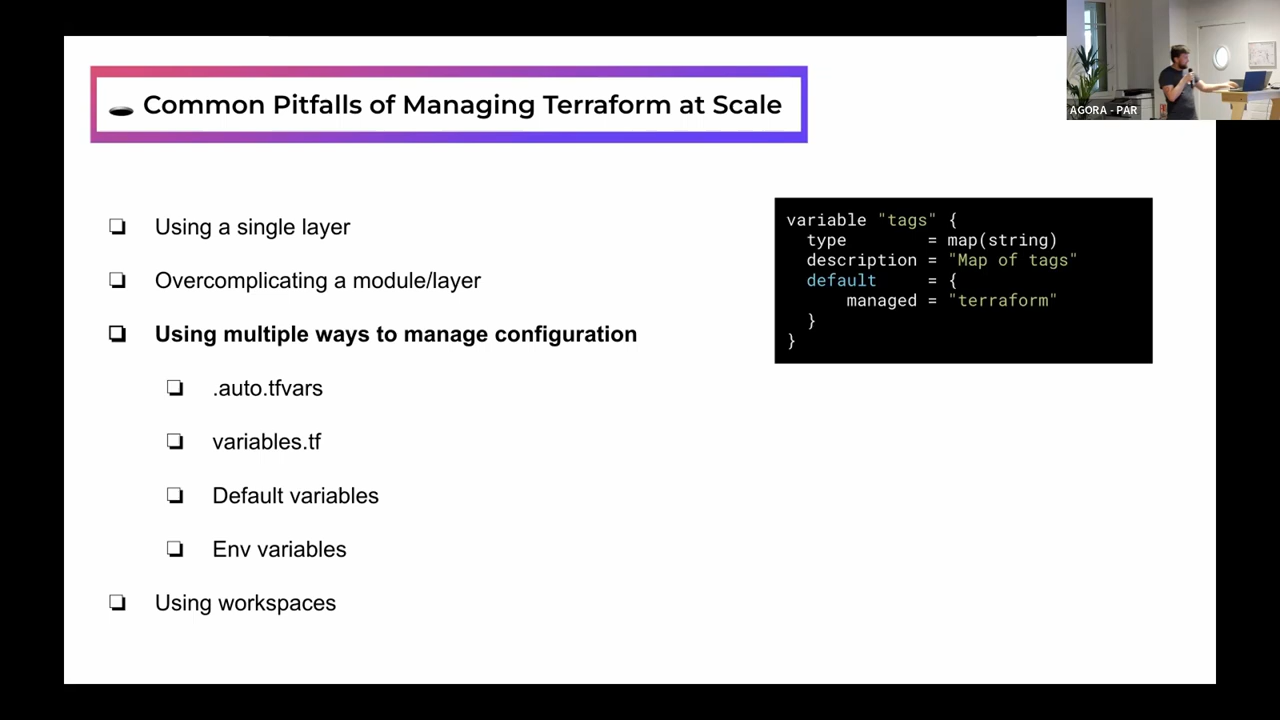 Common Pitfalls of Managing Terraform at Scale
AGORA - PAR
Using a single layer
Overcomplicating a module/layer
Using multiple ways to manage configuration
.auto.tfvars
variables.tf
Default variables
Env variables
Using workspaces
variable "tags" {
type = map(string)
description = "Map of tags"
default = {
managed = "terraform"
}
}